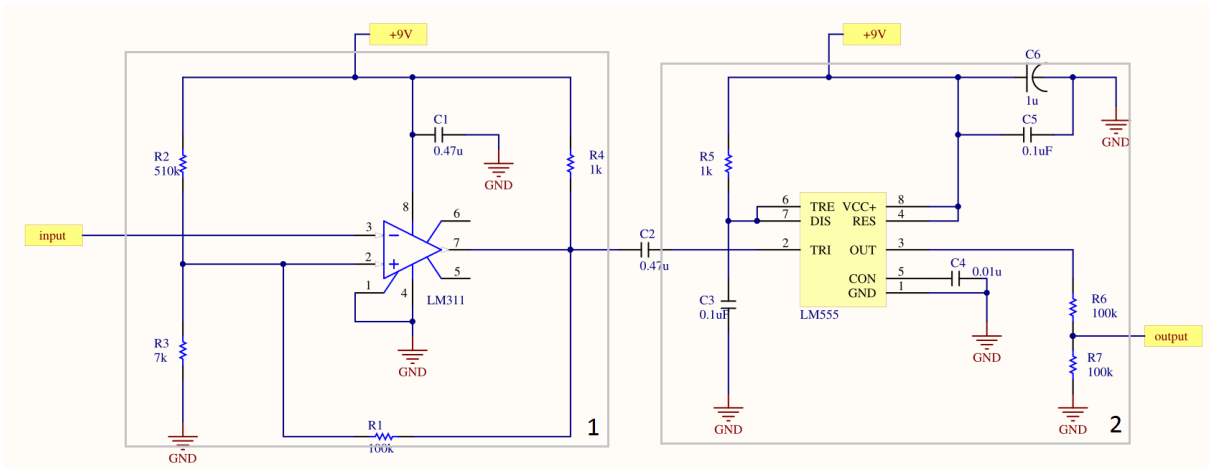 +9V
+9V
C6
1u
C1
0.47u
C5
0.1uF
GND
GND
R2
510k
R4
1k
R5
1k
8
6
7
TRE
DIS
VCC+
RES
8
4
input
3
6
2
7
1
4
5
LM311
C2
0.47u
2
TRI
OUT
3
CON
GND
5
1
C4
0.01u
LM555
C3
0.1uF
R6
100k
output
R3
7k
GND
GND
R7
100k
R1
100k
1
GND
GND
GND
2